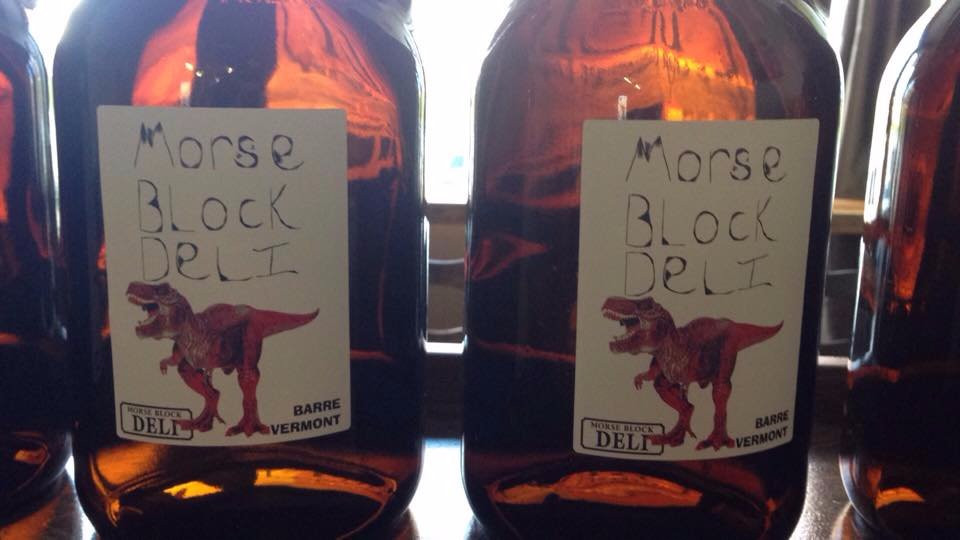 Morse
BLOCK
DeLI
MORSE BLOCK
DELI
BARRE
VERMONT
Morse
BLOCK
DeLI
MORSE BLOCK
DELI
BARRE
VERMONT